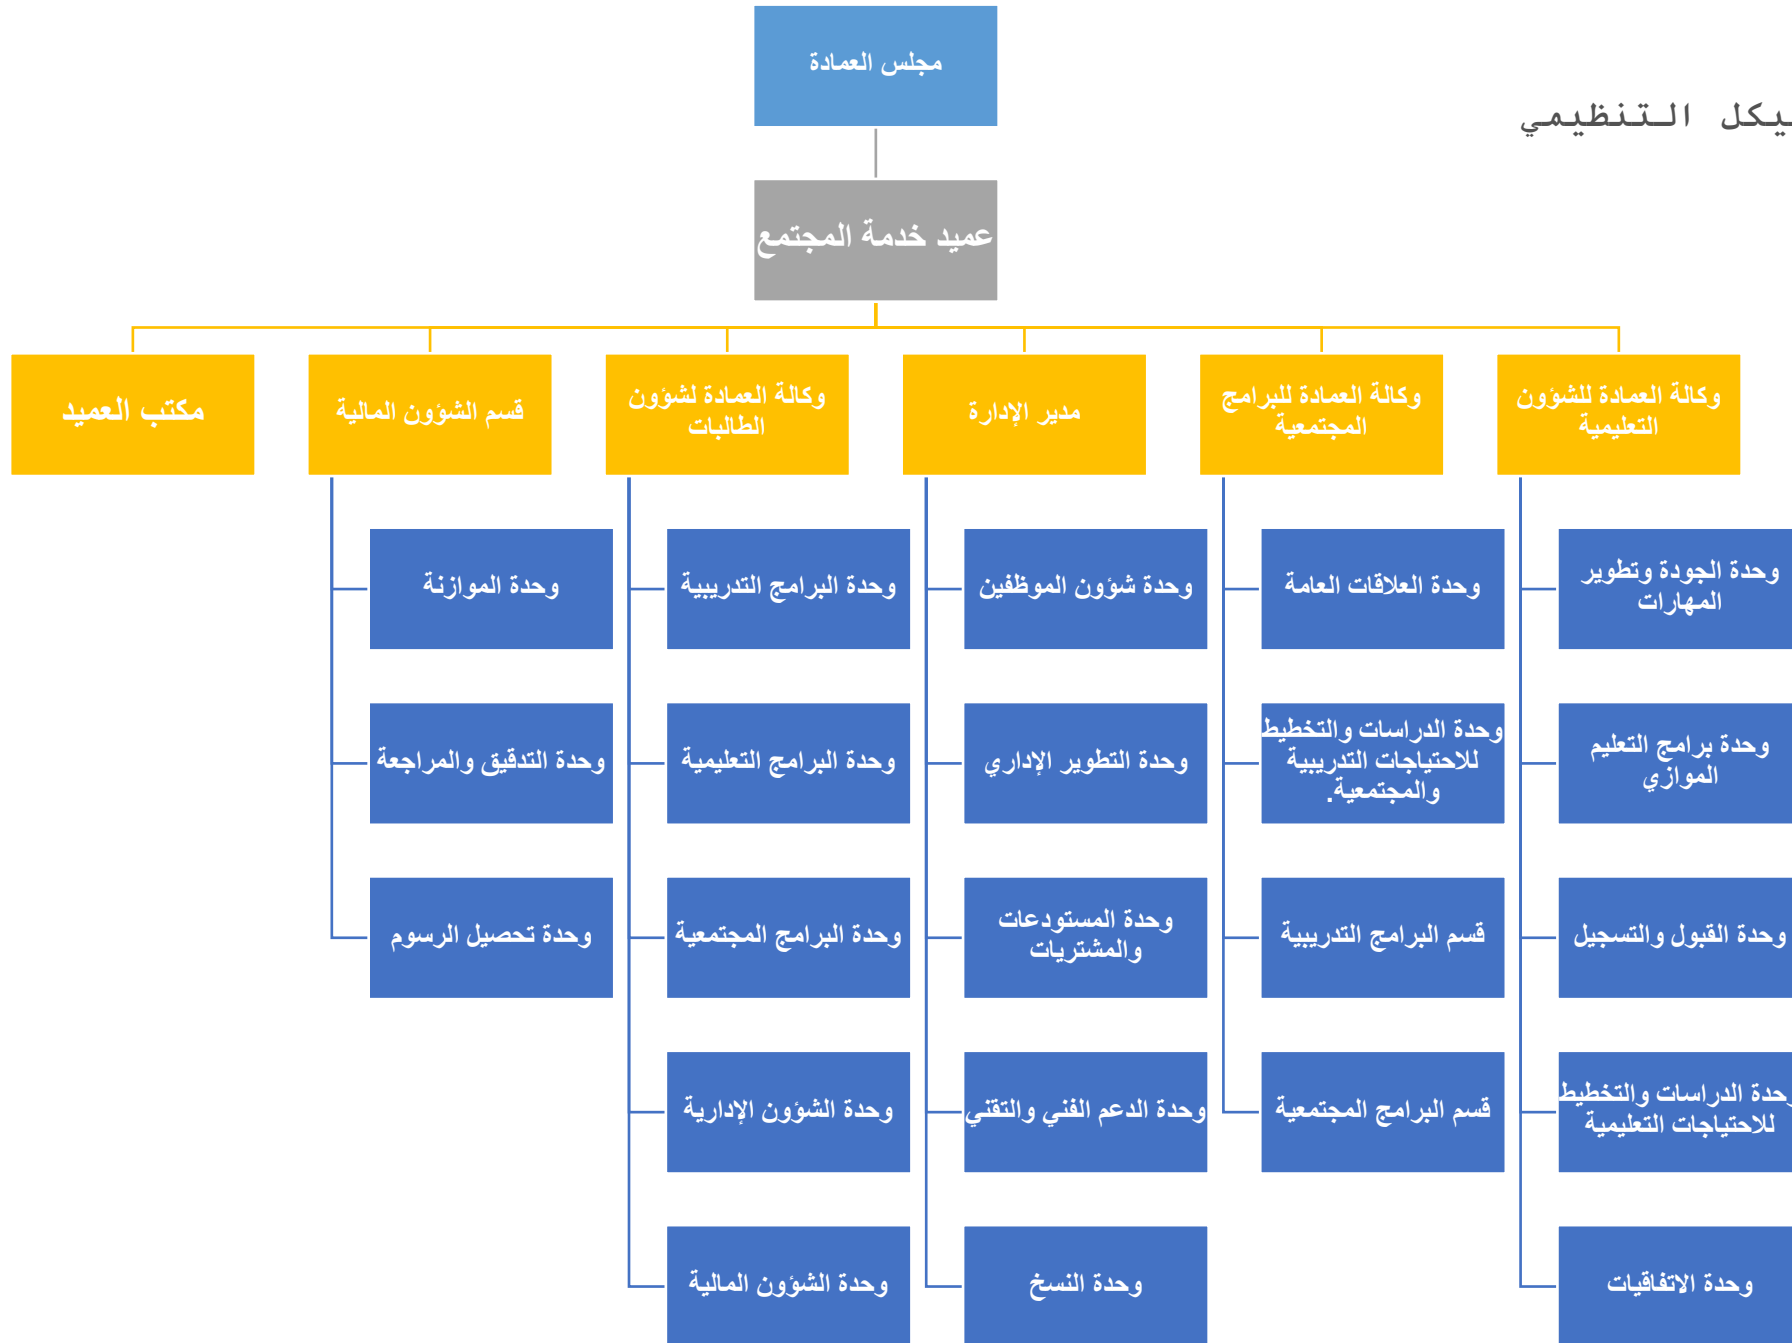 مجلس العمادة
يكل التنظيمي
عميد خدمة المجتمع
وكالة العمادة للشؤون
التعليمية
وكالة العمادة للبرامج
المجتمعية
مدير الإدارة
وكالة العمادة لشؤون
الطالبات
قسم الشؤون المالية
مكتب العميد
وحدة الجودة وتطوير
المهارات
وحدة العلاقات العامة
وحدة شؤون الموظفين
وحدة البرامج التدريبية
وحدة الموازنة
وحدة برامج التعليم
الموازي
وحدة الدراسات والتخطيط
للاحتياجات التدريبية
والمجتمعية.
وحدة التطوير الإداري
وحدة البرامج التعليمية
وحدة التدقيق والمراجعة
وحدة القبول والتسجيل
قسم البرامج التدريبية
وحدة المستودعات
والمشتريات
وحدة البرامج المجتمعية
وحدة تحصيل الرسوم
وحدة الدراسات والتخطيط
للاحتياجات التعليمية
قسم البرامج المجتمعية
وحدة الدعم الفني والتقني
وحدة الشؤون الإدارية
وحدة الاتفاقيات
وحدة النسخ
وحدة الشؤون المالية